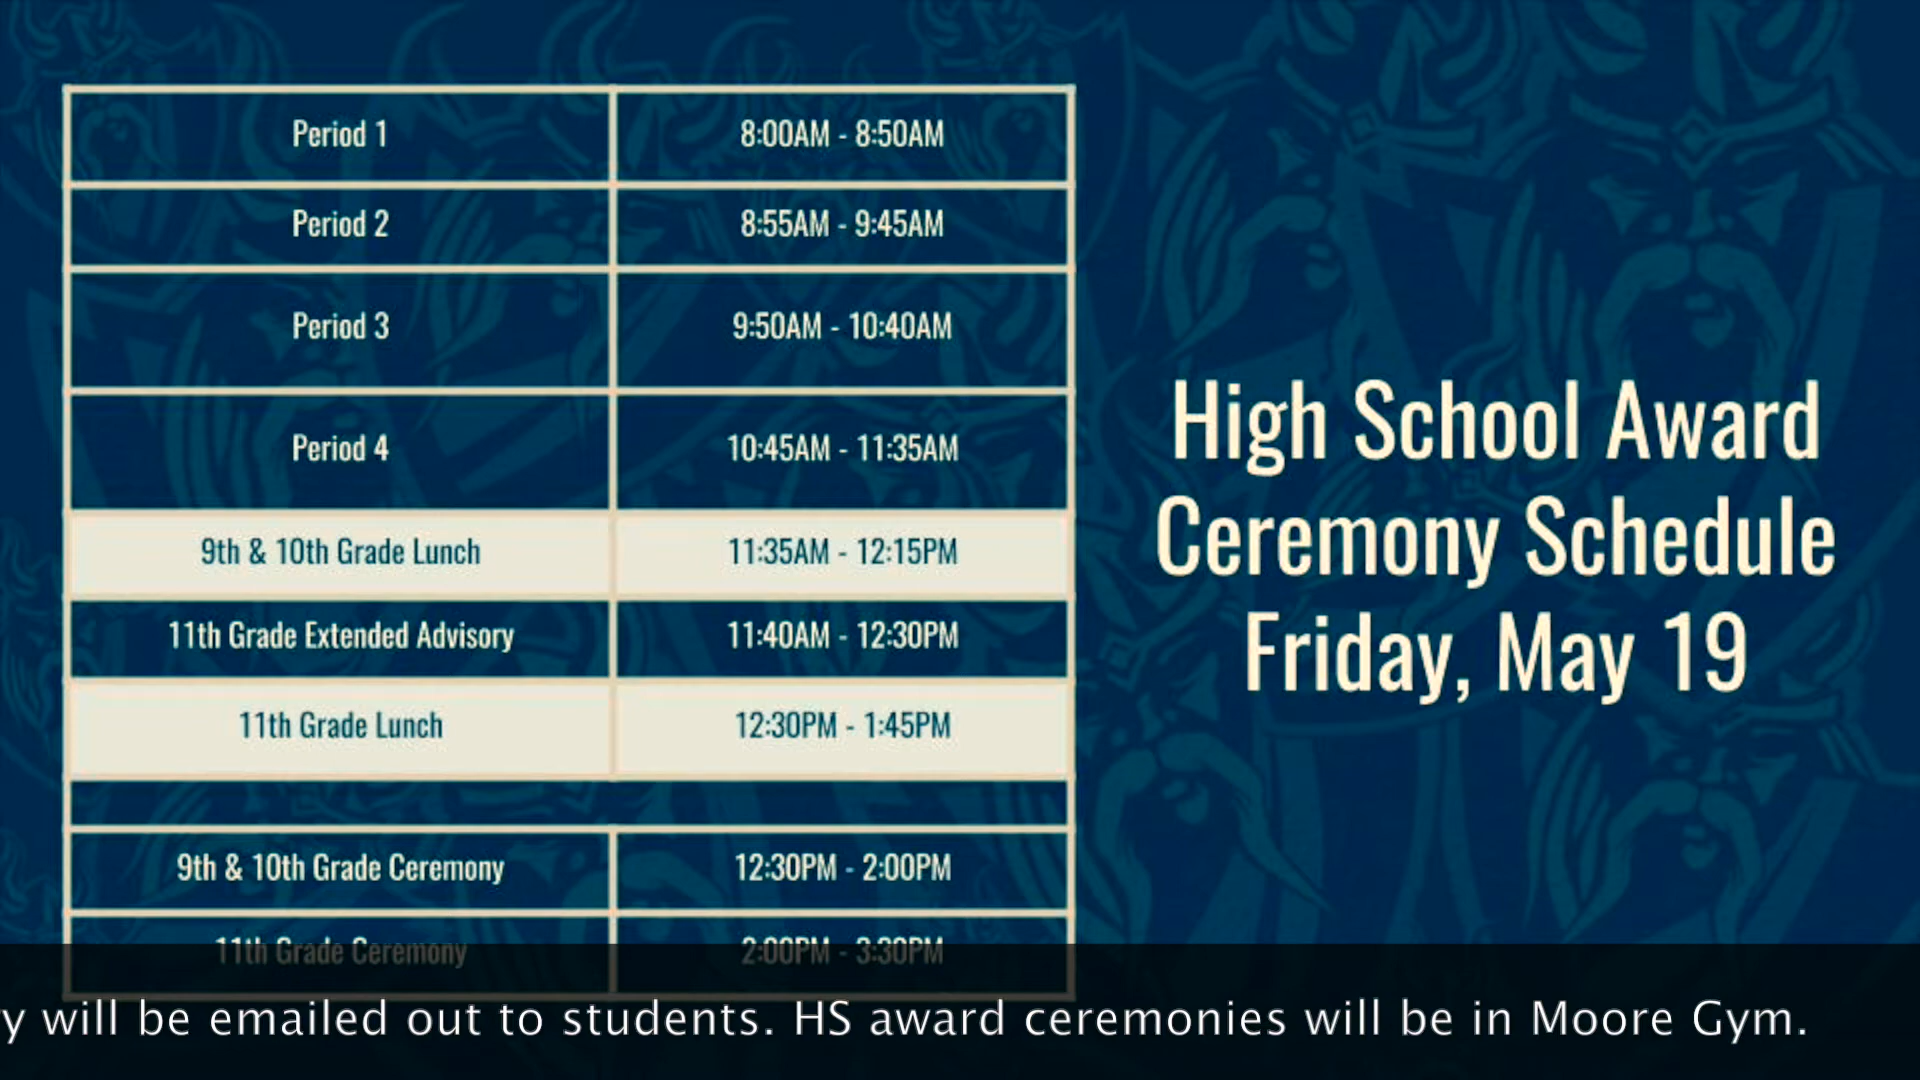 Period 1 8:00AM - 8:50AM
Period 2 8:55AM - 9:45AM
Period 3 9:50AM - 10:40AM
Period 4 10:45AM - 11:35AM
9th & 10th Grade Lunch 11:35AM - 12:15PM
11th Grade Extended Advisory 11:40AM - 12:30PM
11th Grade Lunch 12:30PM - 1:45PM
9th & 10th Grade Ceremony 12:30PM - 2:00PM
11th Grade Ceremony 2:00PM - 3:30PM
High School Award
Ceremony Schedule
Friday, May 19
y will be emailed out to students. HS award ceremonies will be in Moore Gym.